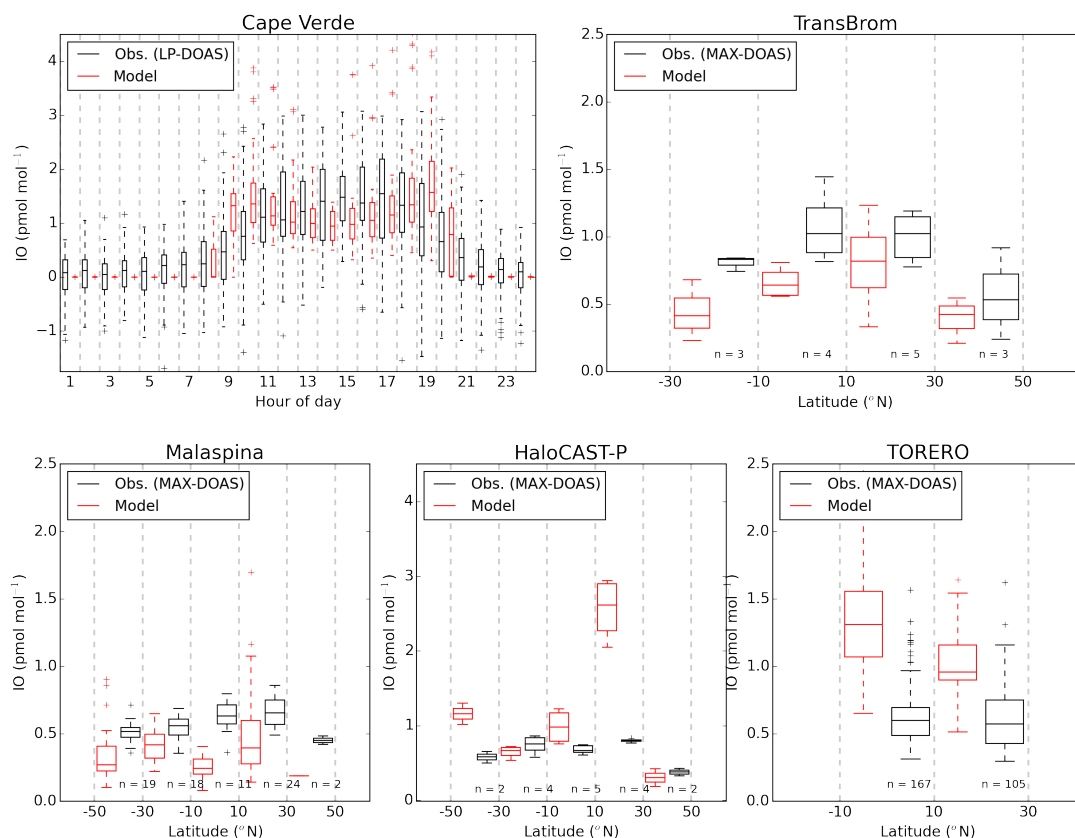 Cape Verde
Obs. (LP-DOAS)
Model
IO (pmol mol⁻¹)
4
3
2
1
0
−1
1 3 5 7 9 11 13 15 17 19 21 23
Hour of day
TransBrom
Obs. (MAX-DOAS)
Model
IO (pmol mol⁻¹)
2.5
2.0
1.5
1.0
0.5
0.0
n = 3 n = 4 n = 5 n = 3
-30 -10 10 30 50
Latitude (°N)
Malaspina
Obs. (MAX-DOAS)
Model
IO (pmol mol⁻¹)
2.5
2.0
1.5
1.0
0.5
0.0
n = 19 n = 18 n = 11 n = 24 n = 2
-50 -30 -10 10 30 50
Latitude (°N)
HaloCAST-P
Obs. (MAX-DOAS)
Model
IO (pmol mol⁻¹)
4
3
2
1
0
n = 2 n = 4 n = 5 n = 4 n = 2
-50 -30 -10 10 30 50
Latitude (°N)
TORERO
Obs. (MAX-DOAS)
Model
IO (pmol mol⁻¹)
2.5
2.0
1.5
1.0
0.5
0.0
n = 167 n = 105
-10 10 30
Latitude (°N)